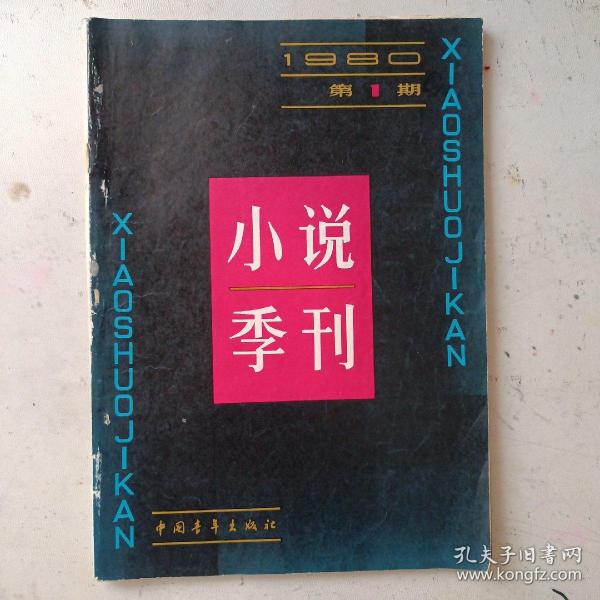 1980
第1期
XIAOSHUOJIKAN
小说
季刊
XIAOSHUOJIKAN
中国青年出版社
孔夫子旧书网
www.kongfz.com